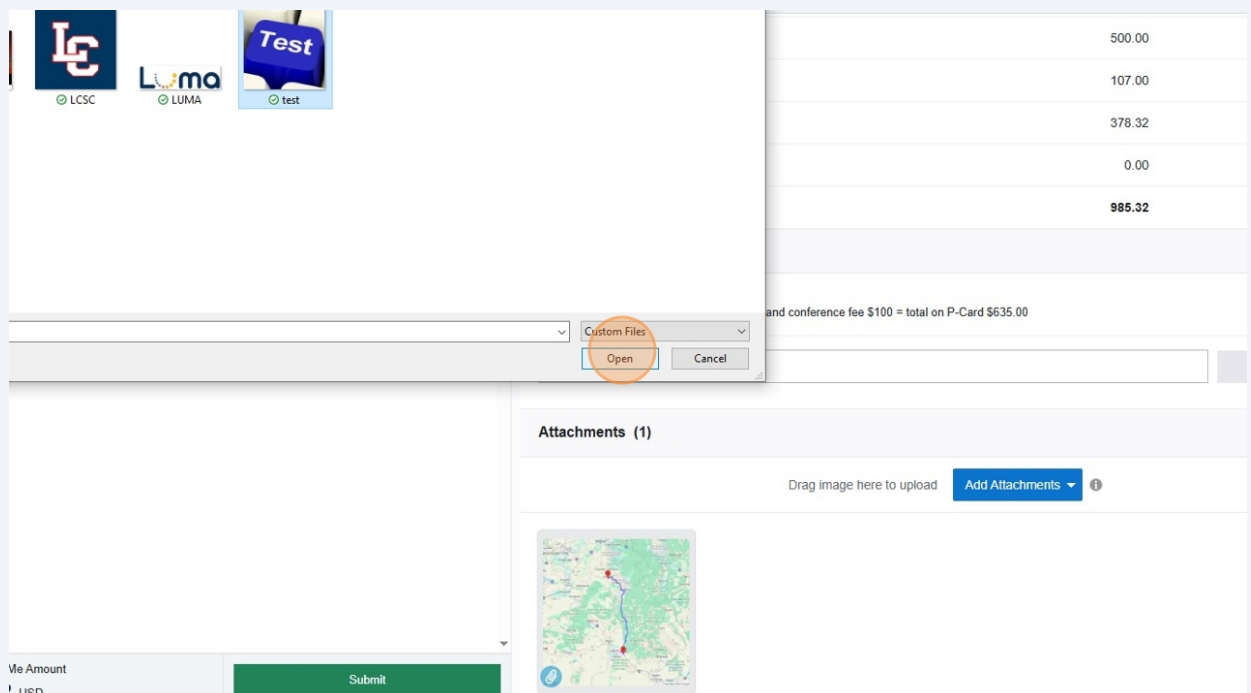 LC
Luma
Test
LCSC
LUMA
test
500.00
107.00
378.32
0.00
985.32
and conference fee $100 = total on P-Card $635.00
Custom Files
Open
Cancel
Attachments (1)
Drag image here to upload
Add Attachments
Me Amount
USD
Submit